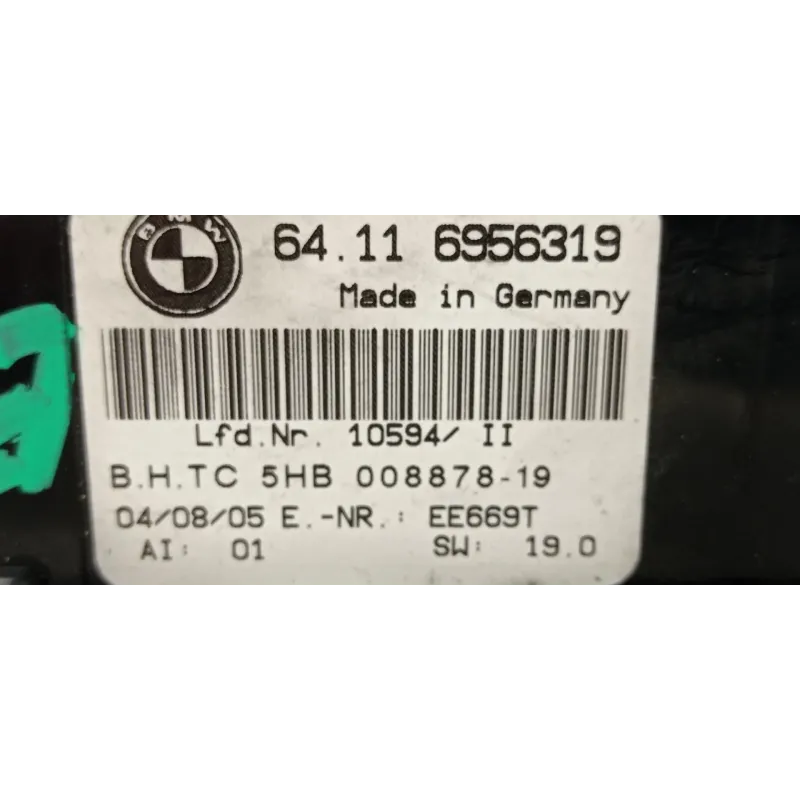 BMW
64.11 6956319
Made in Germany
Lfd.Nr. 10594/ II
B.H.TC 5HB 008878-19
04/08/05 E.-NR.: EE669T
AI: 01 SW: 19.0